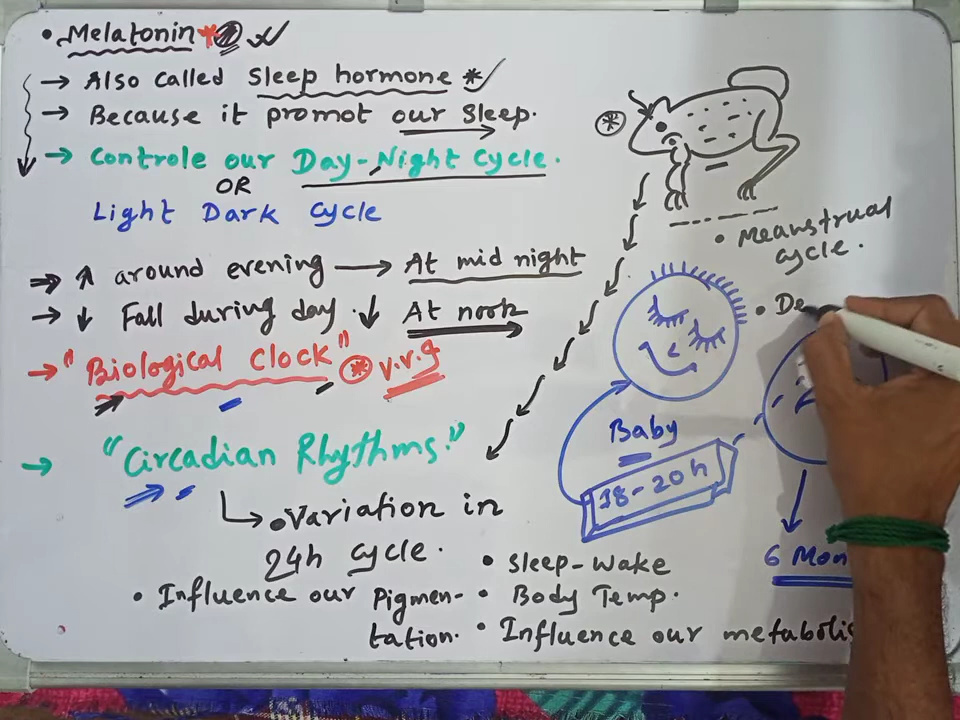 • Melatonin
→ Also called Sleep hormone
→ Because it promot our Sleep.
→ Controle our Day-Night Cycle.
OR
Light Dark Cycle
⇒ ↑ around evening → At mid night
→ ↓ Fall during day. ↓ At noon
→ "Biological Clock" v.v.g
→ "Circadian Rhythms."
• Variation in
24h cycle.
• Influence our pigmen-
tation.
• Sleep-Wake
• Body Temp.
• Influence our metabolis
• Meanstrual
cycle.
• De
Baby
18-20h
6 Mon